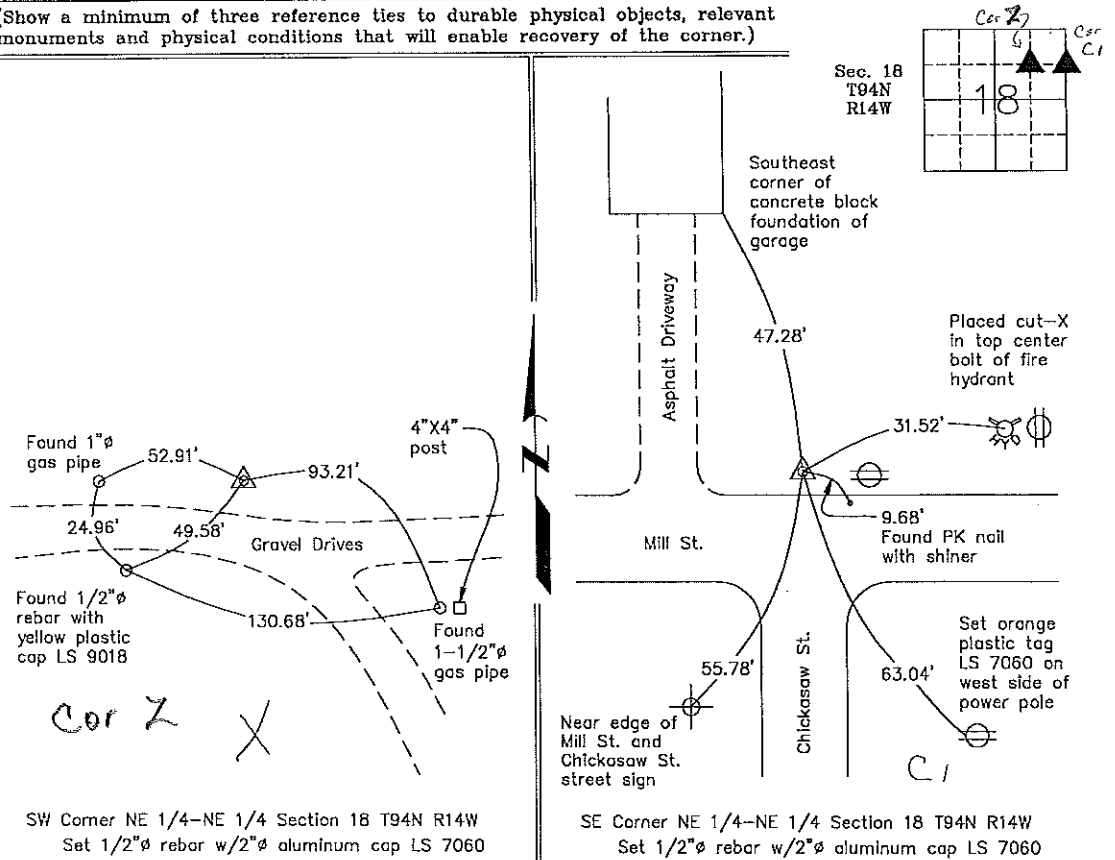 (Show a minimum of three reference ties to durable physical objects, relevant
monuments and physical conditions that will enable recovery of the corner.)
Cor Z
Cor
C1
Sec. 18
T94N
R14W
18
Found 1"ø
gas pipe
52.91'
93.21'
4"X4"
post
24.96'
49.58'
Gravel Drives
Found 1/2"ø
rebar with
yellow plastic
cap LS 9018
130.68'
Found
1-1/2"ø
gas pipe
Cor Z
X
SW Corner NE 1/4-NE 1/4 Section 18 T94N R14W
Set 1/2"ø rebar w/2"ø aluminum cap LS 7060
Z
Southeast
corner of
concrete block
foundation of
garage
Asphalt Driveway
47.28'
Placed cut-X
in top center
bolt of fire
hydrant
31.52'
9.68'
Found PK nail
with shiner
Mill St.
Chickasaw St.
55.78'
63.04'
Set orange
plastic tag
LS 7060 on
west side of
power pole
Near edge of
Mill St. and
Chickasaw St.
street sign
C1
SE Corner NE 1/4-NE 1/4 Section 18 T94N R14W
Set 1/2"ø rebar w/2"ø aluminum cap LS 7060